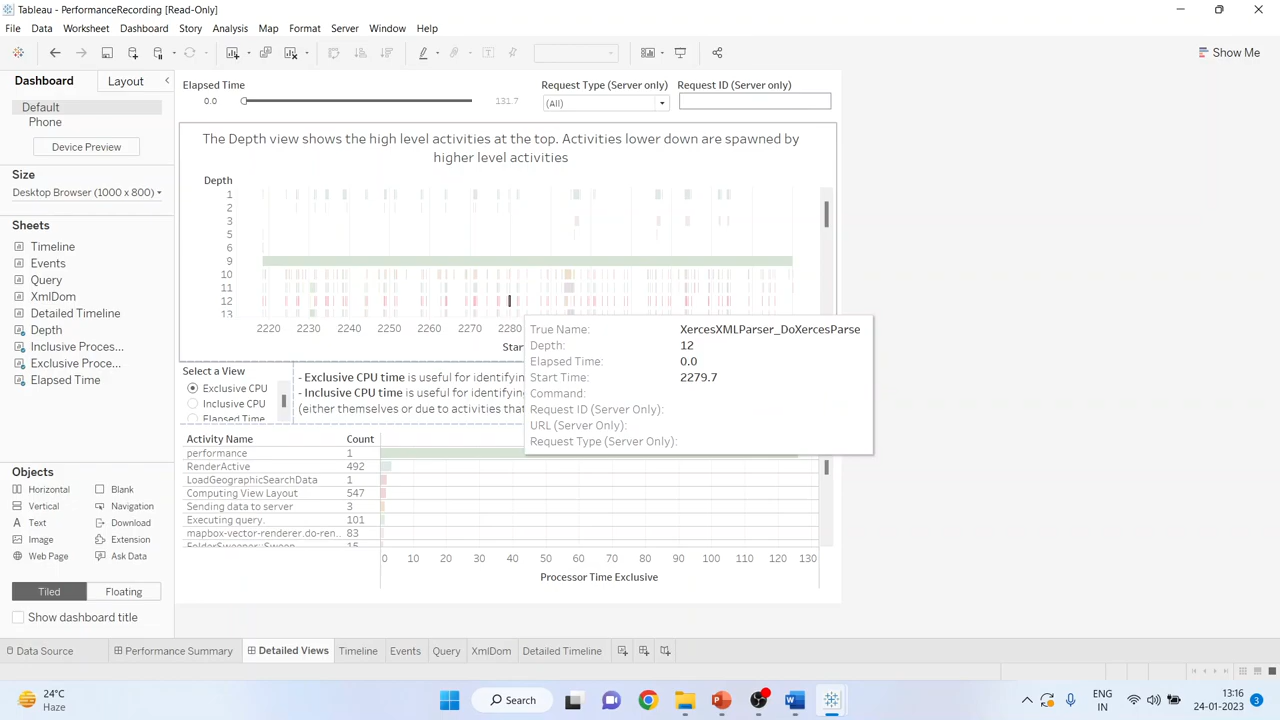 Tableau - PerformanceRecording [Read-Only]
File Data Worksheet Dashboard Story Analysis Map Format Server Window Help
Show Me
Dashboard Layout
Default
Phone
Device Preview
Size
Desktop Browser (1000 x 800)
Sheets
Timeline
Events
Query
XmlDom
Detailed Timeline
Depth
Inclusive Proces...
Exclusive Proce...
Elapsed Time
Objects
Horizontal Blank
Vertical Navigation
Text Download
Image Extension
Web Page Ask Data
Tiled Floating
Show dashboard title
Elapsed Time
0.0 131.7
Request Type (Server only)
(All)
Request ID (Server only)
The Depth view shows the high level activities at the top. Activities lower down are spawned by
higher level activities
Depth
1
2
3
5
6
9
10
11
12
13
2220 2230 2240 2250 2260 2270 2280
Star
True Name: XercesXMLParser_DoXercesParse
Depth: 12
Elapsed Time: 0.0
Start Time: 2279.7
Command:
Request ID (Server Only):
URL (Server Only):
Request Type (Server Only):
Select a View
Exclusive CPU
Inclusive CPU
Elapsed Time
- Exclusive CPU time is useful for identifyin
- Inclusive CPU time is useful for identifying
(either themselves or due to activities that
Activity Name Count
performance 1
RenderActive 492
LoadGeographicSearchData 1
Computing View Layout 547
Sending data to server 3
Executing query. 101
mapbox-vector-renderer.do-ren... 83
FolderSweeper::Sweep 15
0 10 20 30 40 50 60 70 80 90 100 110 120 130
Processor Time Exclusive
Data Source Performance Summary Detailed Views Timeline Events Query XmlDom Detailed Timeline
24°C
Haze
Search
ENG
IN
13:16
24-01-2023
3